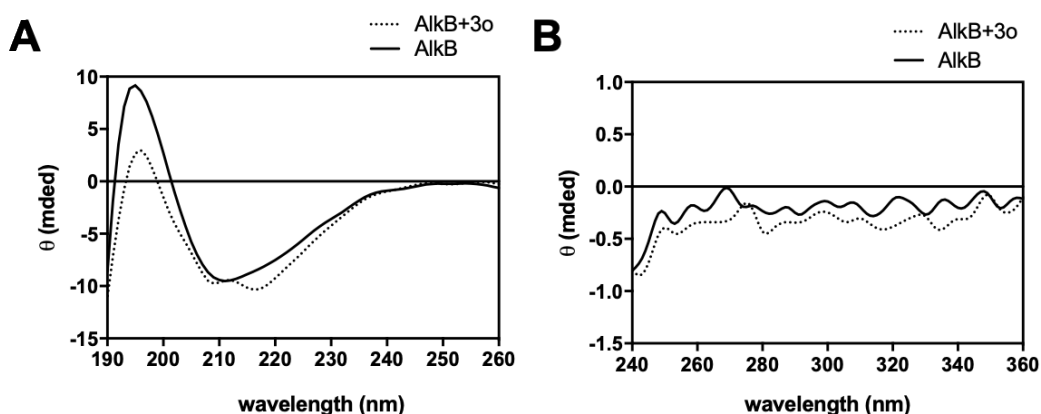 A
AlkB+3o
AlkB
10
5
0
-5
-10
-15
θ (mded)
190 200 210 220 230 240 250 260
wavelength (nm)
B
AlkB+3o
AlkB
1.0
0.5
0.0
-0.5
-1.0
-1.5
θ (mded)
240 260 280 300 320 340 360
wavelength (nm)